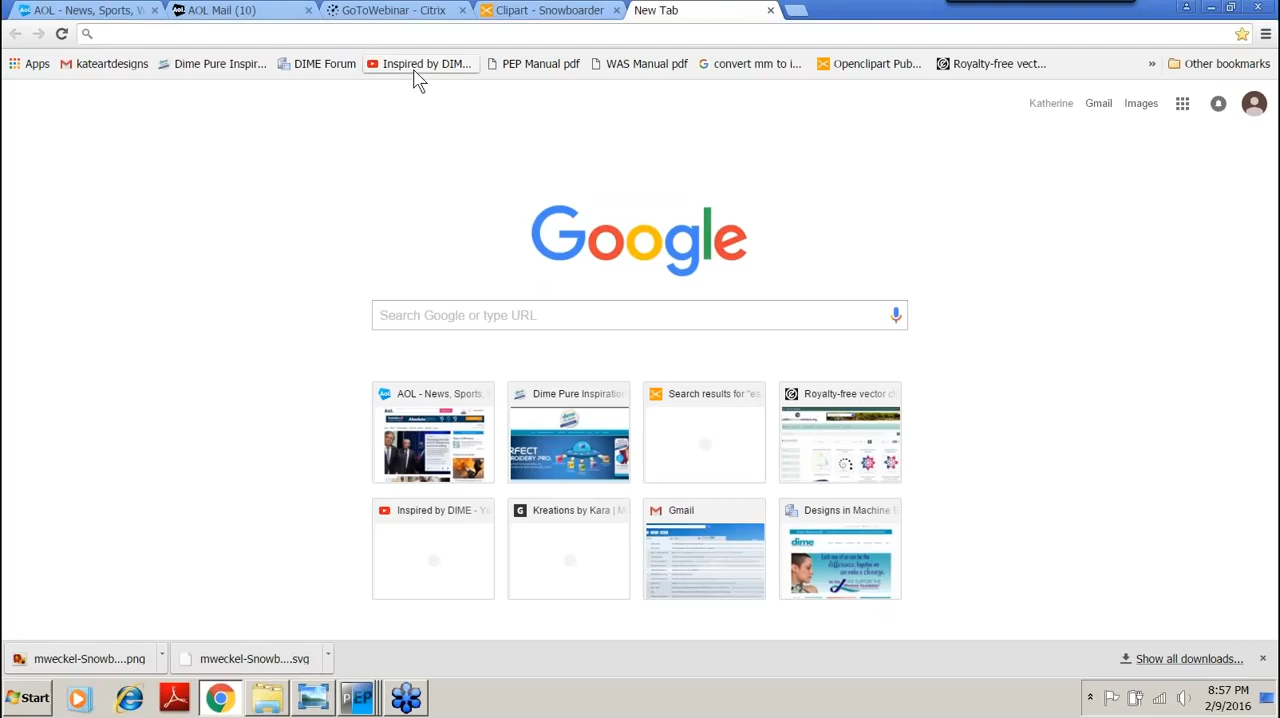 AOL - News, Sports, W
AOL Mail (10)
GoToWebinar - Citrix
Clipart - Snowboarder
New Tab
Apps
kateartdesigns
Dime Pure Inspir...
DIME Forum
Inspired by DIM...
PEP Manual pdf
WAS Manual pdf
convert mm to i...
Openclipart Pub...
Royalty-free vect...
»
Other bookmarks
Katherine
Gmail
Images
Google
Search Google or type URL
AOL - News, Sports,
Dime Pure Inspiratio
Search results for "ea
Royalty-free vector c
Inspired by DIME - Yo
G Kreations by Kara | M
Gmail
Designs in Machine E
dime
mweckel-Snowb....png
mweckel-Snowb....svg
Show all downloads...
Start
pEP
8:57 PM
2/9/2016